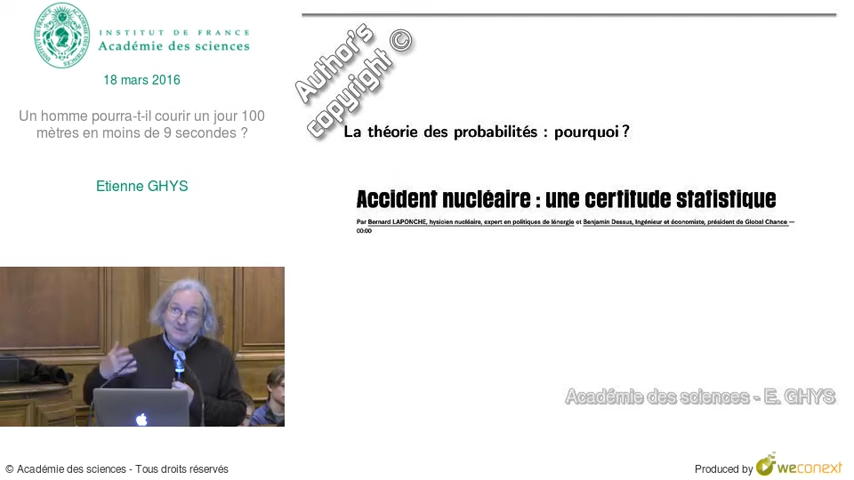 INSTITUT DE FRANCE
Académie des sciences
18 mars 2016
Un homme pourra-t-il courir un jour 100
mètres en moins de 9 secondes ?
Etienne GHYS
Author's
copyright ©
La théorie des probabilités : pourquoi ?
Accident nucléaire : une certitude statistique
Par Bernard LAPONCHE, hysicien nucléaire, expert en politiques de lénergie et Benjamin Dessus, Ingénieur et économiste, président de Global Chance —
00:00
Académie des sciences - E. GHYS
© Académie des sciences - Tous droits réservés
Produced by weconext